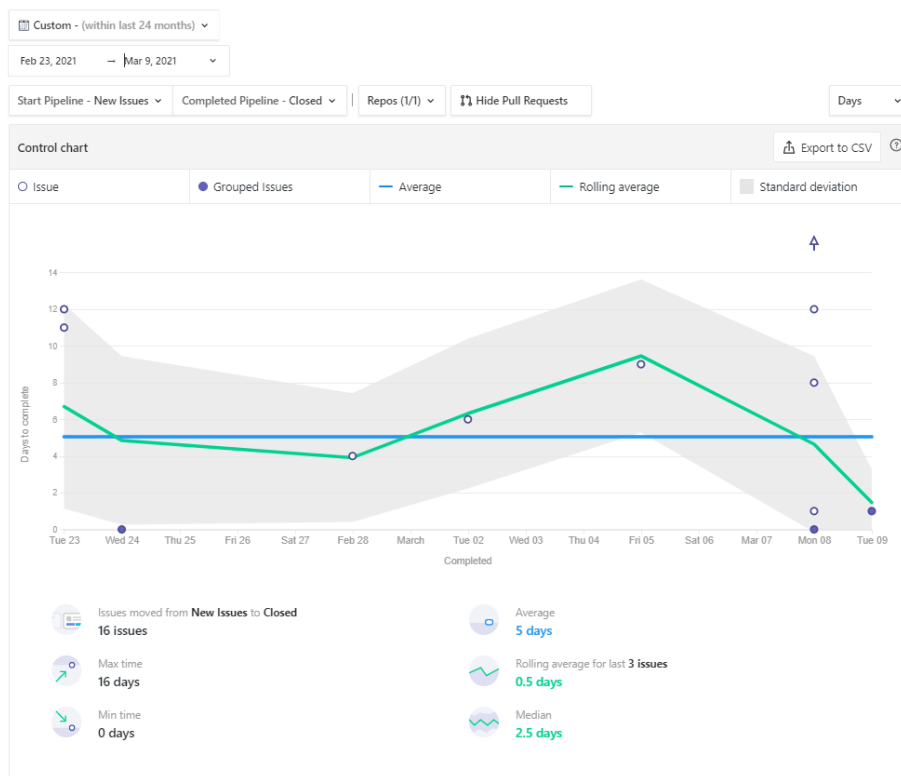 Custom - (within last 24 months)
Feb 23, 2021 → Mar 9, 2021
Start Pipeline - New Issues Completed Pipeline - Closed | Repos (1/1) Hide Pull Requests Days
Control chart Export to CSV ?
Issue Grouped Issues Average Rolling average Standard deviation
14
12
10
8
6
4
2
0
Days to complete
Tue 23 Wed 24 Thu 25 Fri 26 Sat 27 Feb 28 March Tue 02 Wed 03 Thu 04 Fri 05 Sat 06 Mar 07 Mon 08 Tue 09
Completed
Issues moved from New Issues to Closed
16 issues
Average
5 days
Max time
16 days
Rolling average for last 3 issues
0.5 days
Min time
0 days
Median
2.5 days